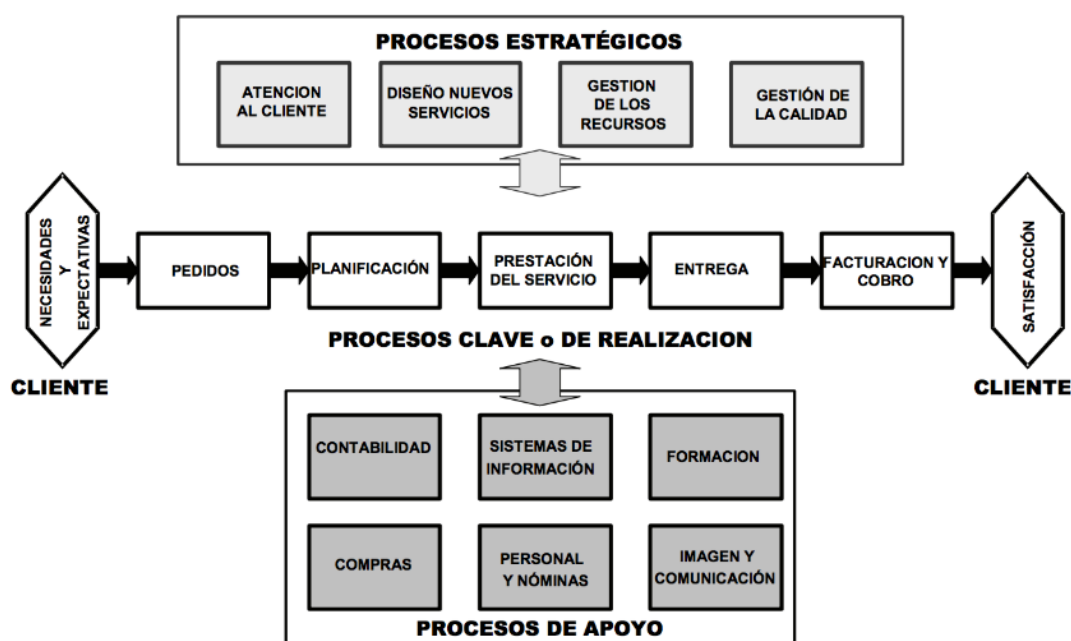 PROCESOS ESTRATÉGICOS
ATENCION
AL CLIENTE
DISEÑO NUEVOS
SERVICIOS
GESTION
DE LOS
RECURSOS
GESTIÓN DE
LA CALIDAD
NECESIDADES
Y
EXPECTATIVAS
CLIENTE
PEDIDOS
PLANIFICACIÓN
PRESTACIÓN
DEL SERVICIO
ENTREGA
FACTURACION Y
COBRO
SATISFACCIÓN
CLIENTE
PROCESOS CLAVE o DE REALIZACION
CONTABILIDAD
SISTEMAS DE
INFORMACIÓN
FORMACION
COMPRAS
PERSONAL
Y NÓMINAS
IMAGEN Y
COMUNICACIÓN
PROCESOS DE APOYO